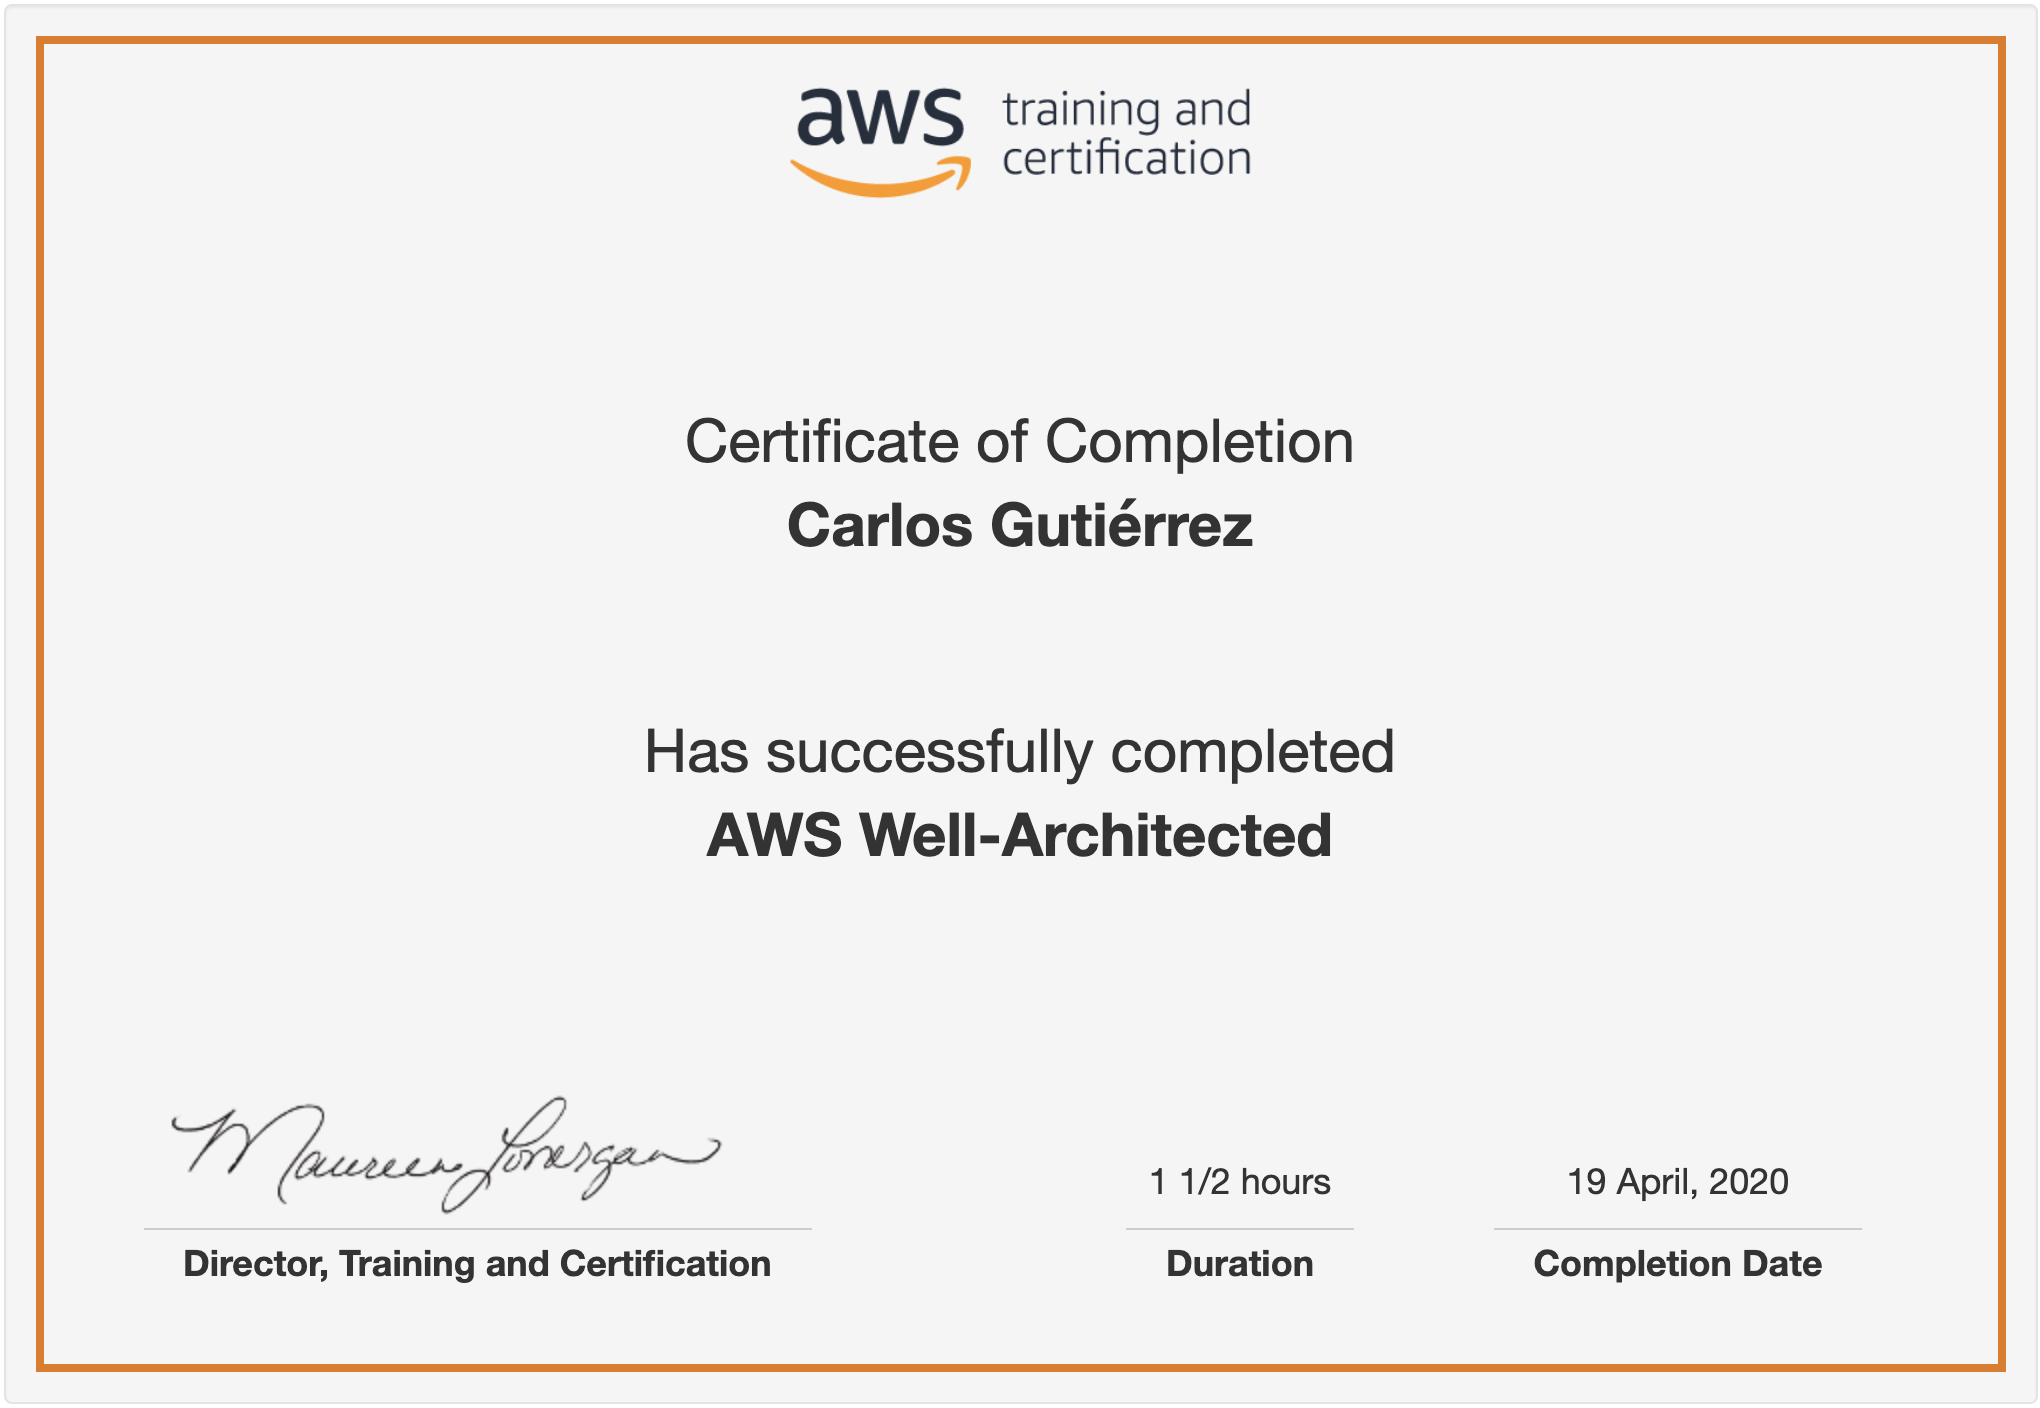 aws training and
certification
Certificate of Completion
Carlos Gutiérrez
Has successfully completed
AWS Well-Architected
Maureen Lonergan
Director, Training and Certification
1 1/2 hours
Duration
19 April, 2020
Completion Date